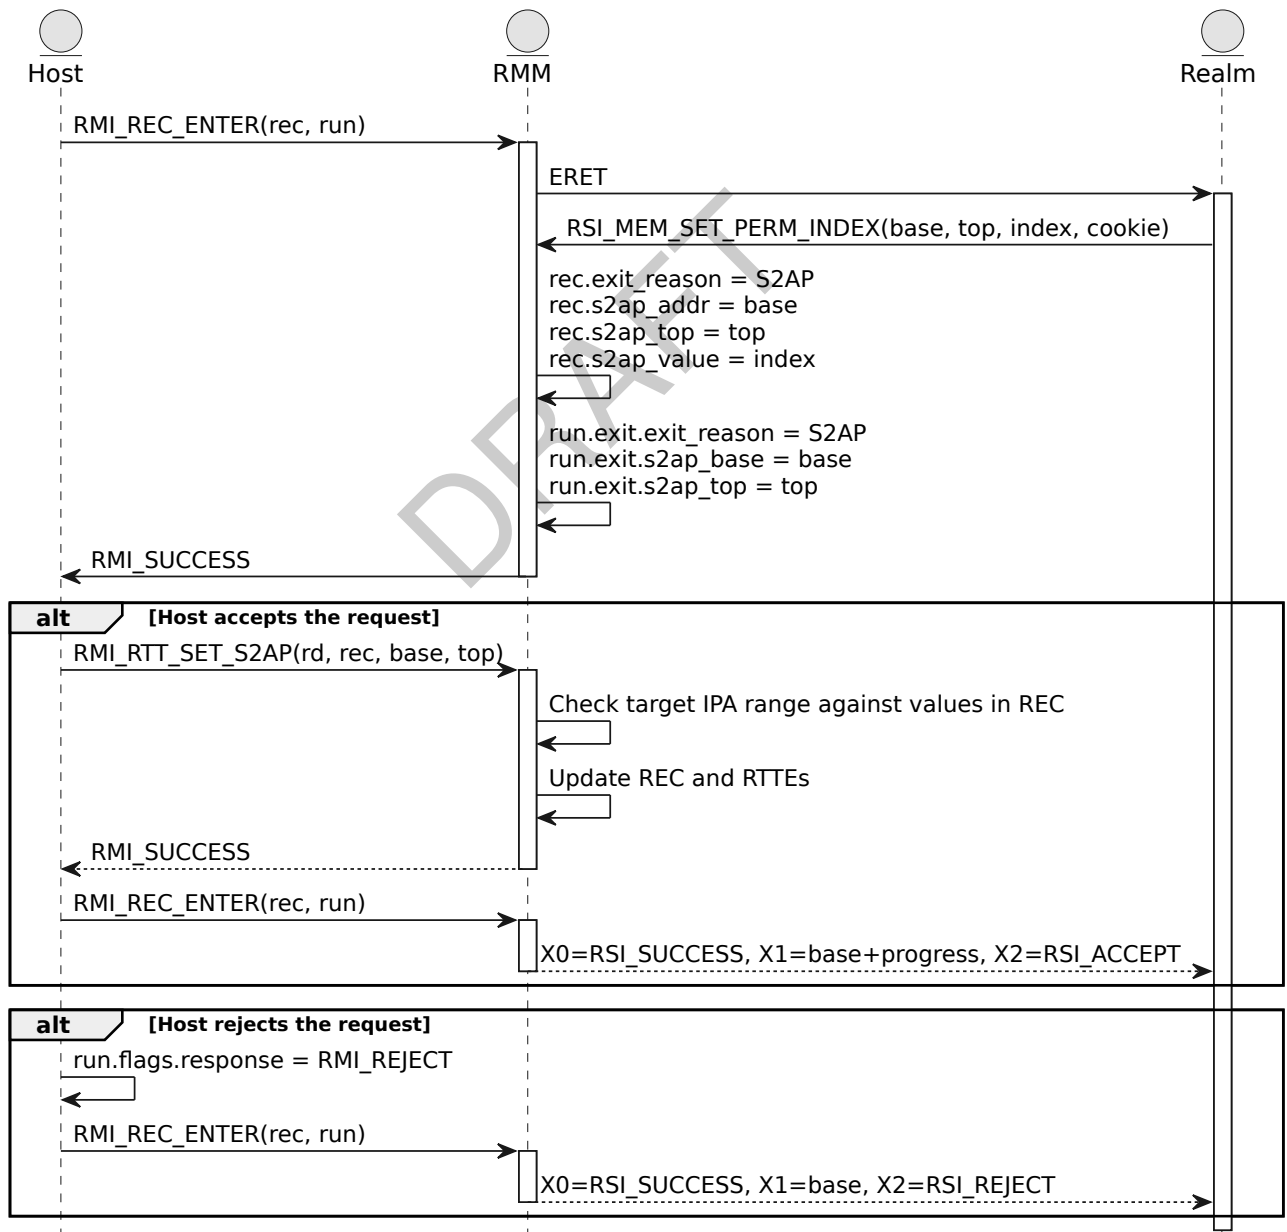 Host
RMM
Realm
RMI_REC_ENTER(rec, run)
ERET
RSI_MEM_SET_PERM_INDEX(base, top, index, cookie)
rec.exit_reason = S2AP
rec.s2ap_addr = base
rec.s2ap_top = top
rec.s2ap_value = index
run.exit.exit_reason = S2AP
run.exit.s2ap_base = base
run.exit.s2ap_top = top
DRAFT
RMI_SUCCESS
alt [Host accepts the request]
RMI_RTT_SET_S2AP(rd, rec, base, top)
Check target IPA range against values in REC
Update REC and RTTEs
RMI_SUCCESS
RMI_REC_ENTER(rec, run)
X0=RSI_SUCCESS, X1=base+progress, X2=RSI_ACCEPT
alt [Host rejects the request]
run.flags.response = RMI_REJECT
RMI_REC_ENTER(rec, run)
X0=RSI_SUCCESS, X1=base, X2=RSI_REJECT